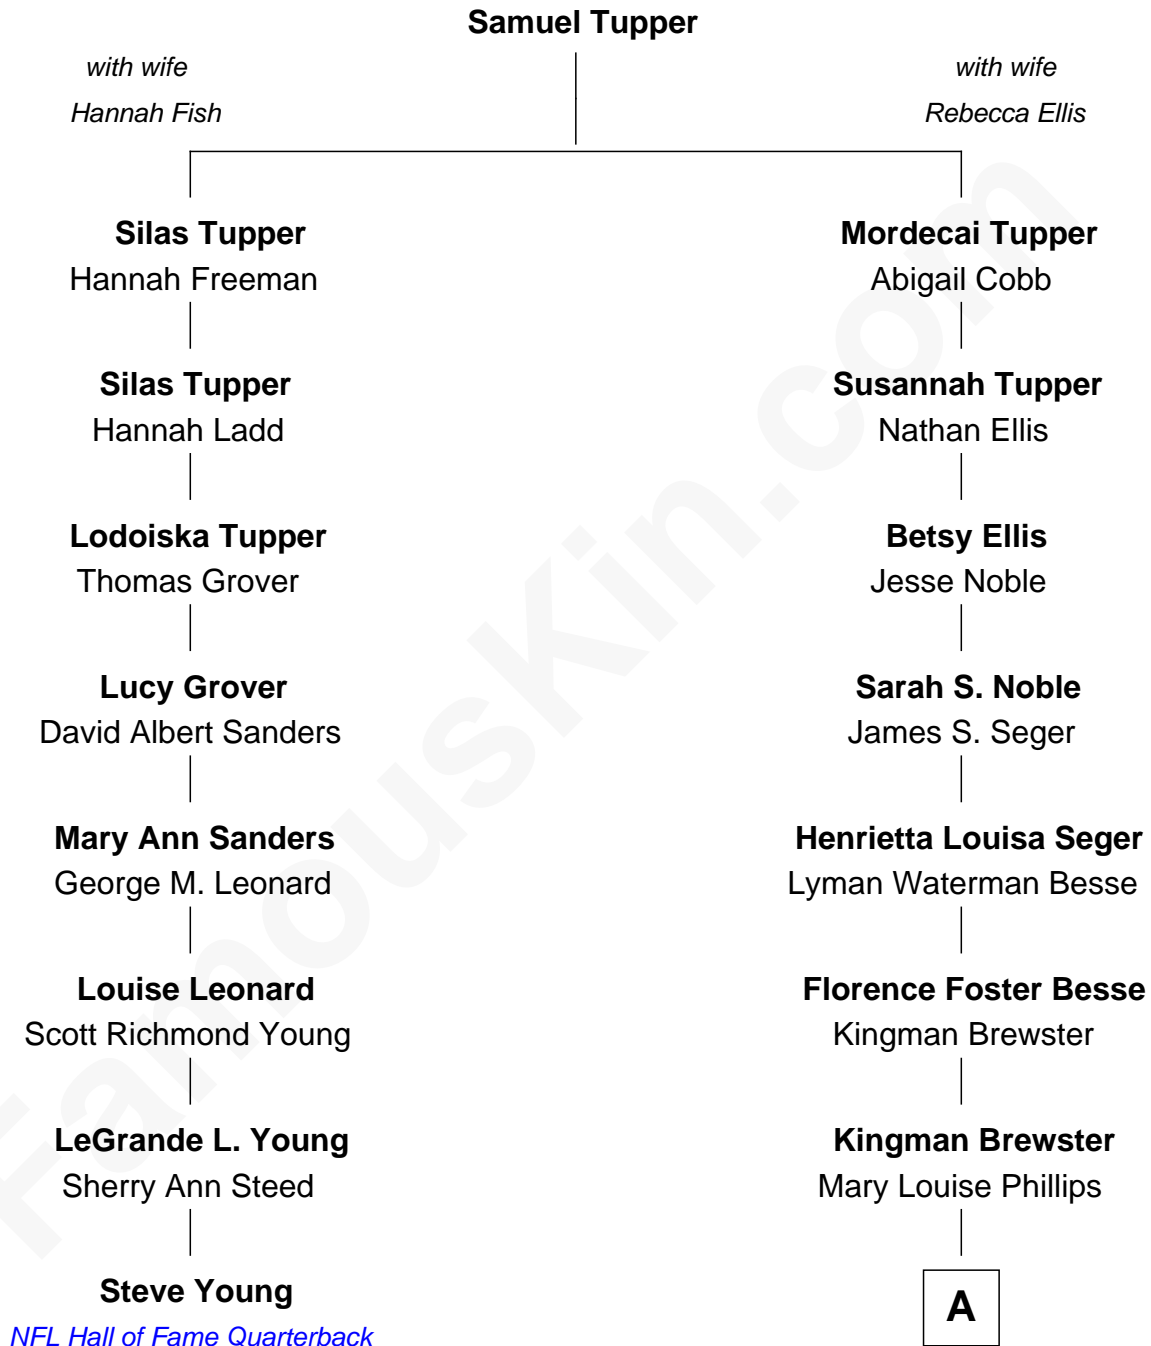 Samuel Tupper
with wife
Hannah Fish
with wife
Rebecca Ellis
Silas Tupper
Hannah Freeman
Silas Tupper
Hannah Ladd
Lodoiska Tupper
Thomas Grover
Lucy Grover
David Albert Sanders
Mary Ann Sanders
George M. Leonard
Louise Leonard
Scott Richmond Young
LeGrande L. Young
Sherry Ann Steed
Steve Young
NFL Hall of Fame Quarterback
Mordecai Tupper
Abigail Cobb
Susannah Tupper
Nathan Ellis
Betsy Ellis
Jesse Noble
Sarah S. Noble
James S. Seger
Henrietta Louisa Seger
Lyman Waterman Besse
Florence Foster Besse
Kingman Brewster
Kingman Brewster
Mary Louise Phillips
A
FamousKin.com